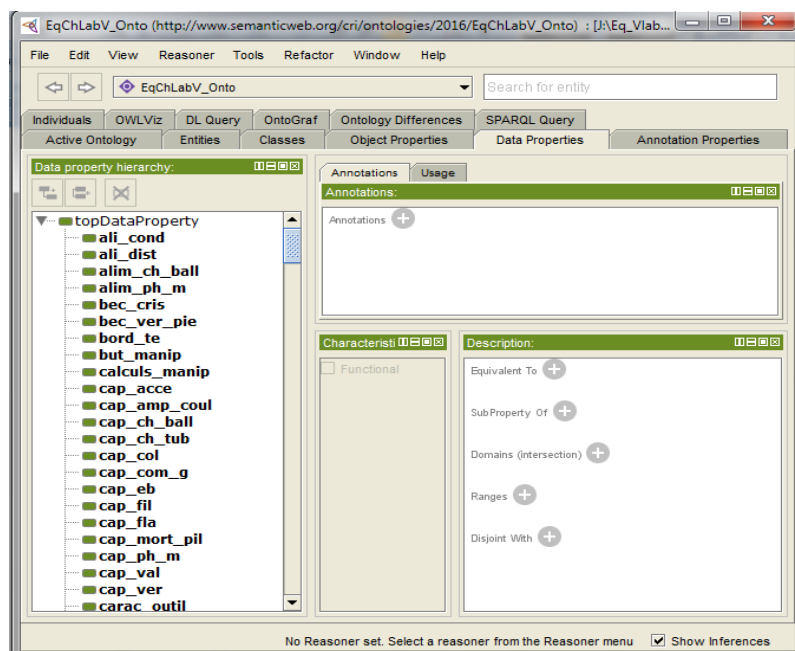 EqChLabV_Onto (http://www.semanticweb.org/cri/ontologies/2016/EqChLabV_Onto) : [J:\Eq_Vlab...
File Edit View Reasoner Tools Refactor Window Help
EqChLabV_Onto Search for entity
Individuals OWLViz DL Query OntoGraf Ontology Differences SPARQL Query
Active Ontology Entities Classes Object Properties Data Properties Annotation Properties
Data property hierarchy:
topDataProperty
ali_cond
ali_dist
alim_ch_ball
alim_ph_m
bec_cris
bec_ver_pie
bord_te
but_manip
calculs_manip
cap_acce
cap_amp_coul
cap_ch_ball
cap_ch_tub
cap_col
cap_com_g
cap_eb
cap_fil
cap_fla
cap_mort_pil
cap_ph_m
cap_val
cap_ver
carac_outil
Annotations Usage
Annotations:
Annotations
Characteristi
Functional
Description:
Equivalent To
SubProperty Of
Domains (intersection)
Ranges
Disjoint With
No Reasoner set. Select a reasoner from the Reasoner menu Show Inferences